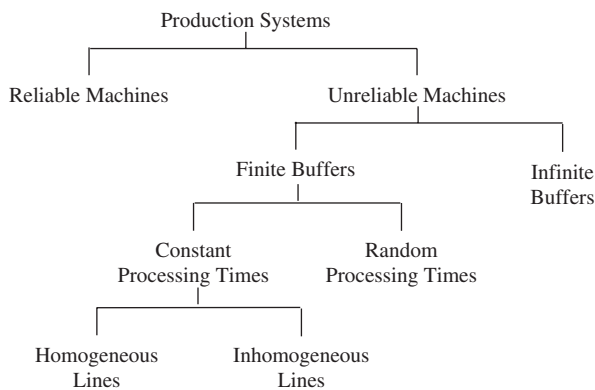 Production Systems
Reliable Machines
Unreliable Machines
Finite Buffers
Infinite
Buffers
Constant
Processing Times
Random
Processing Times
Homogeneous
Lines
Inhomogeneous
Lines